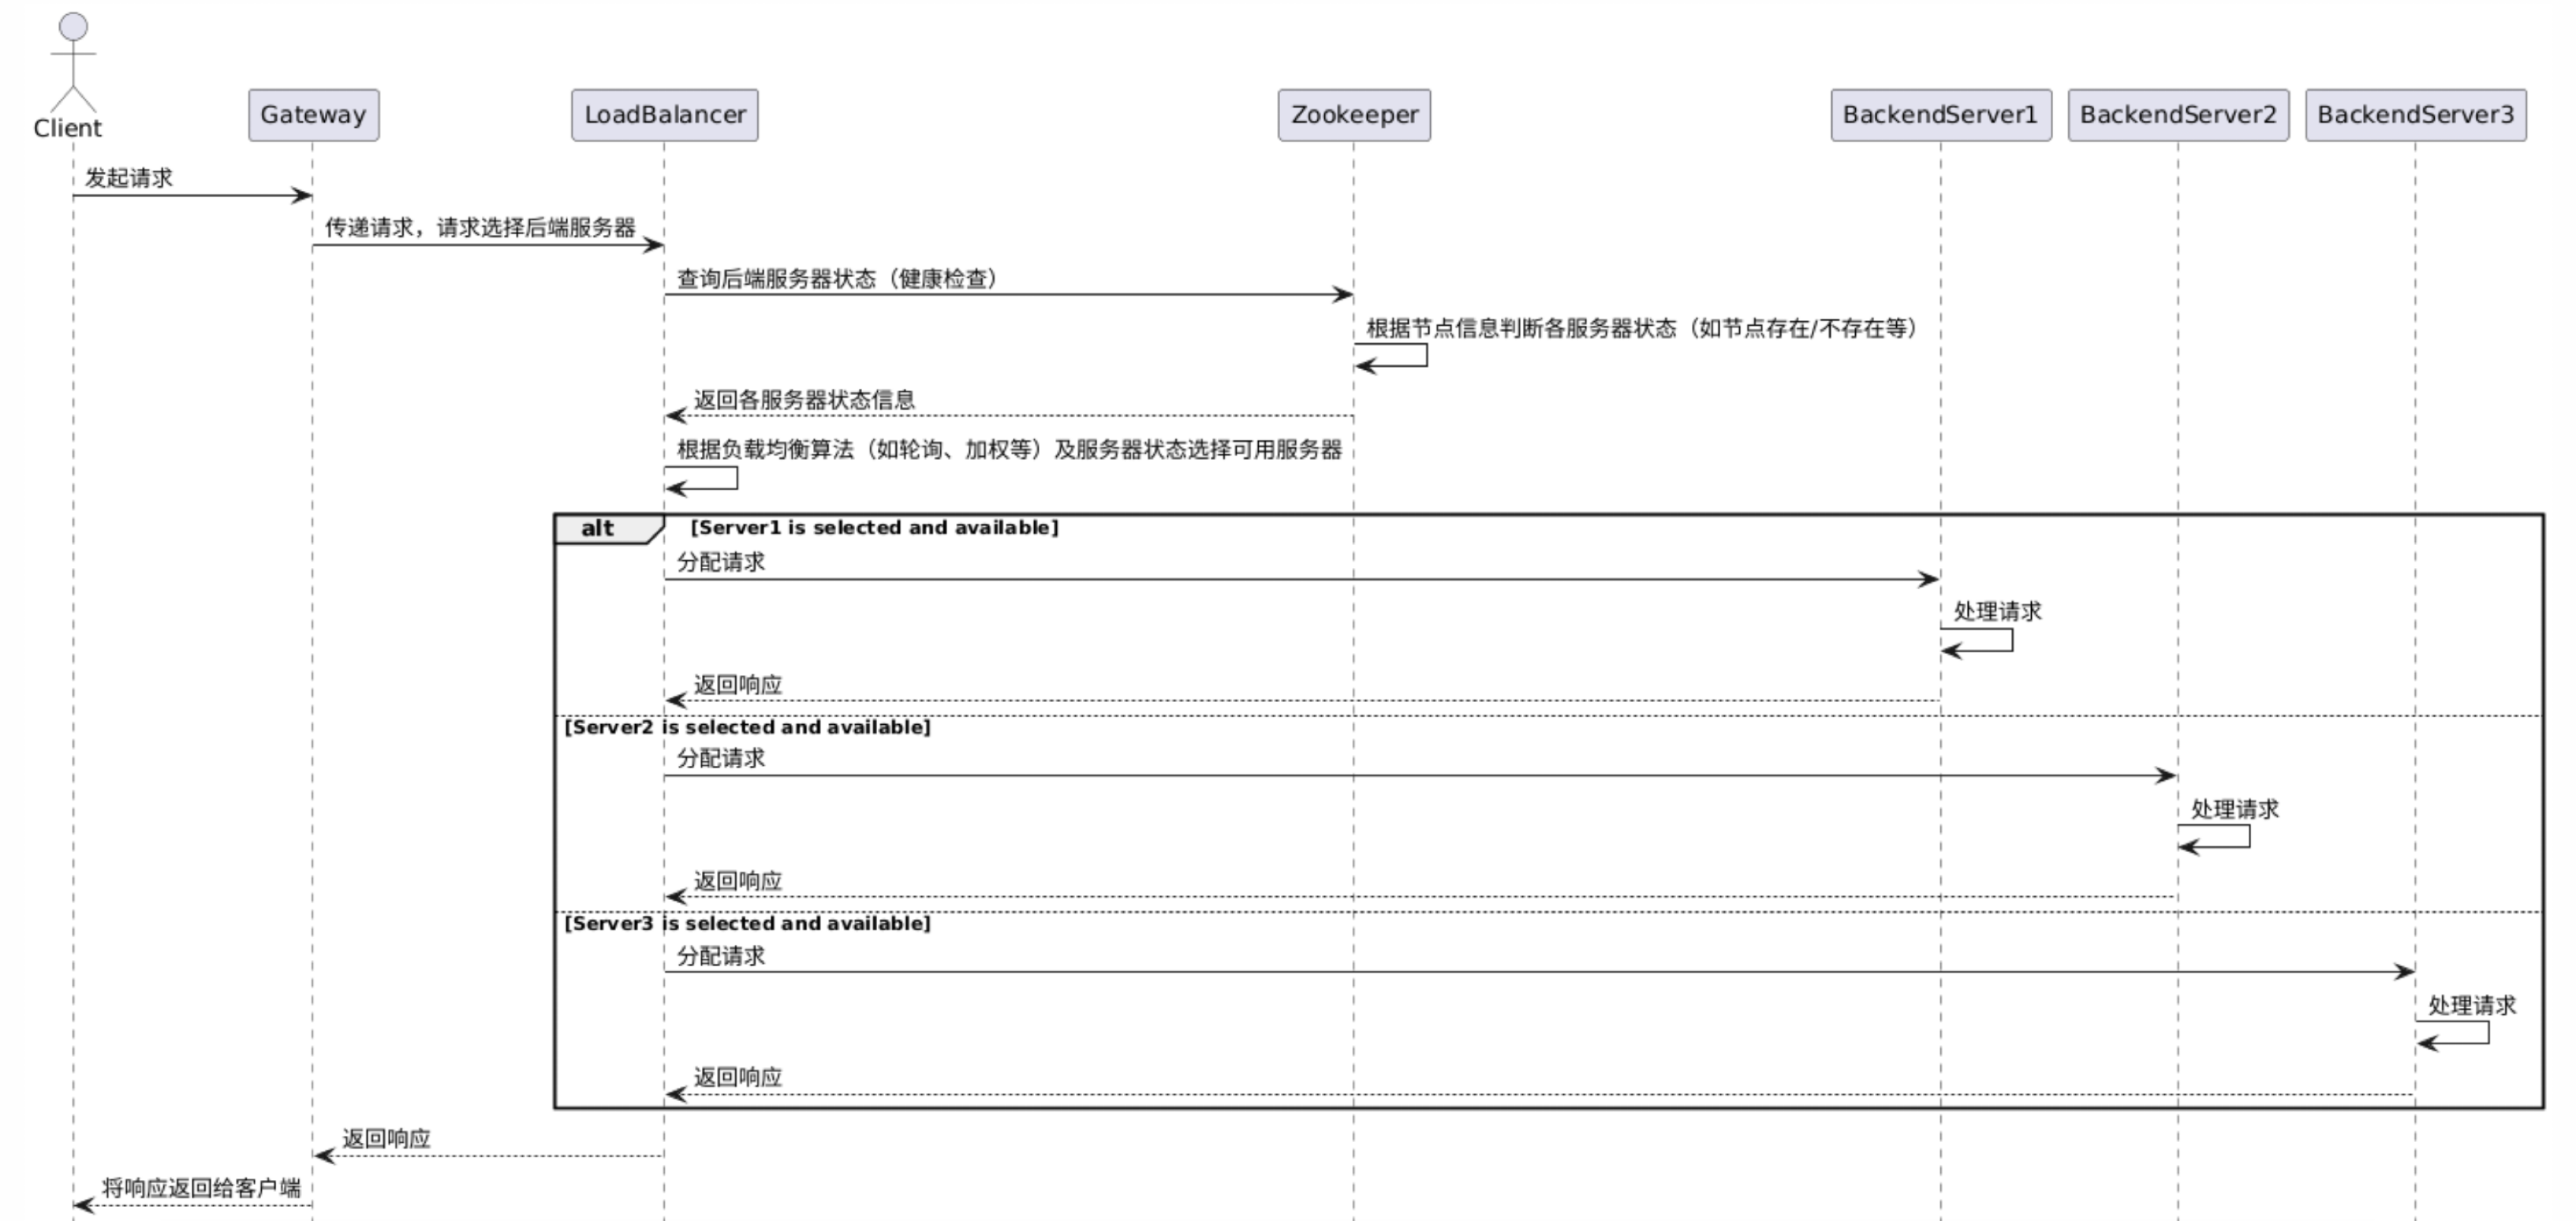 Client
Gateway
LoadBalancer
Zookeeper
BackendServer1
BackendServer2
BackendServer3
发起请求
传递请求，请求选择后端服务器
查询后端服务器状态（健康检查）
根据节点信息判断各服务器状态（如节点存在/不存在等）
返回各服务器状态信息
根据负载均衡算法（如轮询、加权等）及服务器状态选择可用服务器
alt
[Server1 is selected and available]
分配请求
处理请求
返回响应
[Server2 is selected and available]
分配请求
处理请求
返回响应
[Server3 is selected and available]
分配请求
处理请求
返回响应
返回响应
将响应返回给客户端